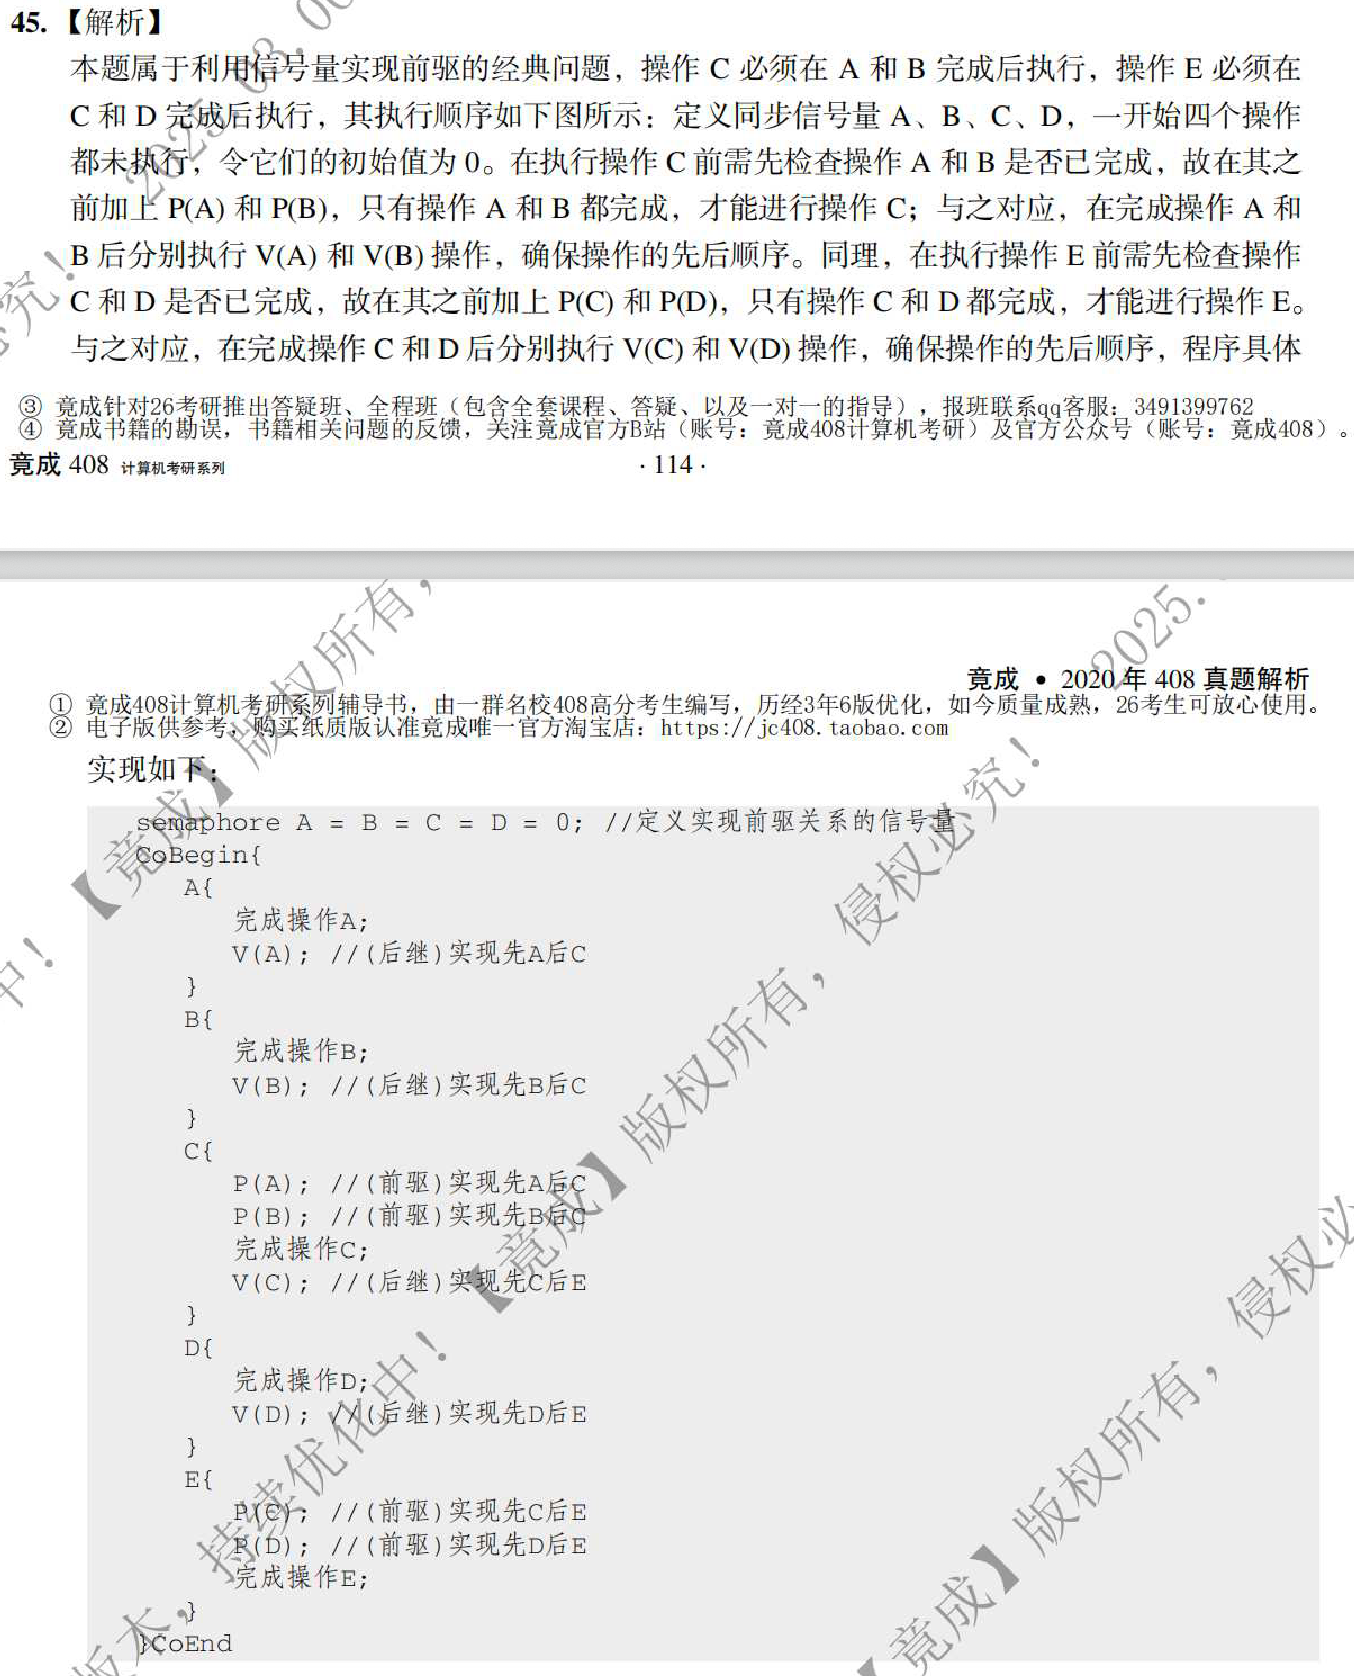 45.【解析】
本题属于利用信号量实现前驱的经典问题，操作 C 必须在 A 和 B 完成后执行，操作 E 必须在
C 和 D 完成后执行，其执行顺序如下图所示：定义同步信号量 A、B、C、D，一开始四个操作
都未执行，令它们的初始值为 0。在执行操作 C 前需先检查操作 A 和 B 是否已完成，故在其之
前加上 P(A) 和 P(B)，只有操作 A 和 B 都完成，才能进行操作 C；与之对应，在完成操作 A 和
B 后分别执行 V(A) 和 V(B) 操作，确保操作的先后顺序。同理，在执行操作 E 前需先检查操作
C 和 D 是否已完成，故在其之前加上 P(C) 和 P(D)，只有操作 C 和 D 都完成，才能进行操作 E。
与之对应，在完成操作 C 和 D 后分别执行 V(C) 和 V(D) 操作，确保操作的先后顺序，程序具体
③ 竟成针对26考研推出答疑班、全程班（包含全套课程、答疑、以及一对一的指导），报班联系qq客服：3491399762
④ 竟成书籍的勘误，书籍相关问题的反馈，关注竟成官方B站（账号：竟成408计算机考研）及官方公众号（账号：竟成408）。
竟成 408 计算机考研系列
· 114 ·
竟成 • 2020 年 408 真题解析
① 竟成408计算机考研系列辅导书，由一群名校408高分考生编写，历经3年6版优化，如今质量成熟，26考生可放心使用。
② 电子版供参考，购买纸质版认准竟成唯一官方淘宝店：https://jc408.taobao.com
实现如下：
semaphore A = B = C = D = 0; //定义实现前驱关系的信号量
CoBegin{
A{
完成操作A;
V(A); //(后继)实现先A后C
}
B{
完成操作B;
V(B); //(后继)实现先B后C
}
C{
P(A); //(前驱)实现先A后C
P(B); //(前驱)实现先B后C
完成操作C;
V(C); //(后继)实现先C后E
}
D{
完成操作D;
V(D); //(后继)实现先D后E
}
E{
P(C); //(前驱)实现先C后E
P(D); //(前驱)实现先D后E
完成操作E;
}
}CoEnd
2025.03.0
究！
2025.
中！【竟成】版权所有，
版本，持续优化中！【竟成】版权所有，侵权必究！
【竟成】版权所有，侵权必